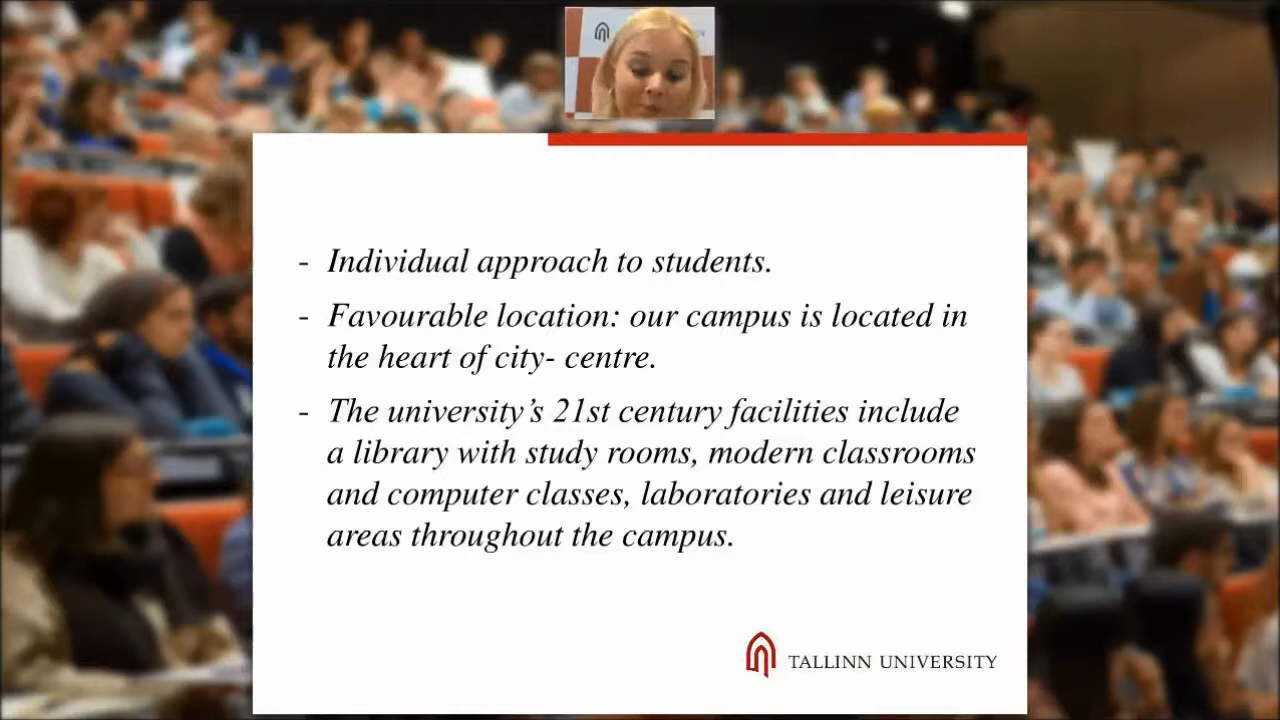 - Individual approach to students.
- Favourable location: our campus is located in
the heart of city- centre.
- The university’s 21st century facilities include
a library with study rooms, modern classrooms
and computer classes, laboratories and leisure
areas throughout the campus.
TALLINN UNIVERSITY